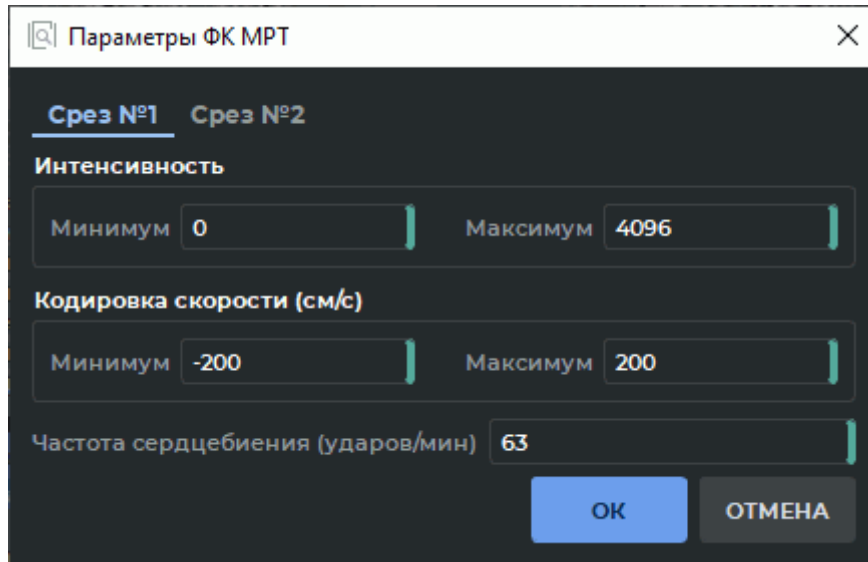 Параметры ФК МРТ
Срез №1 Срез №2
Интенсивность
Минимум 0 Максимум 4096
Кодировка скорости (см/с)
Минимум -200 Максимум 200
Частота сердцебиения (ударов/мин) 63
ОК ОТМЕНА